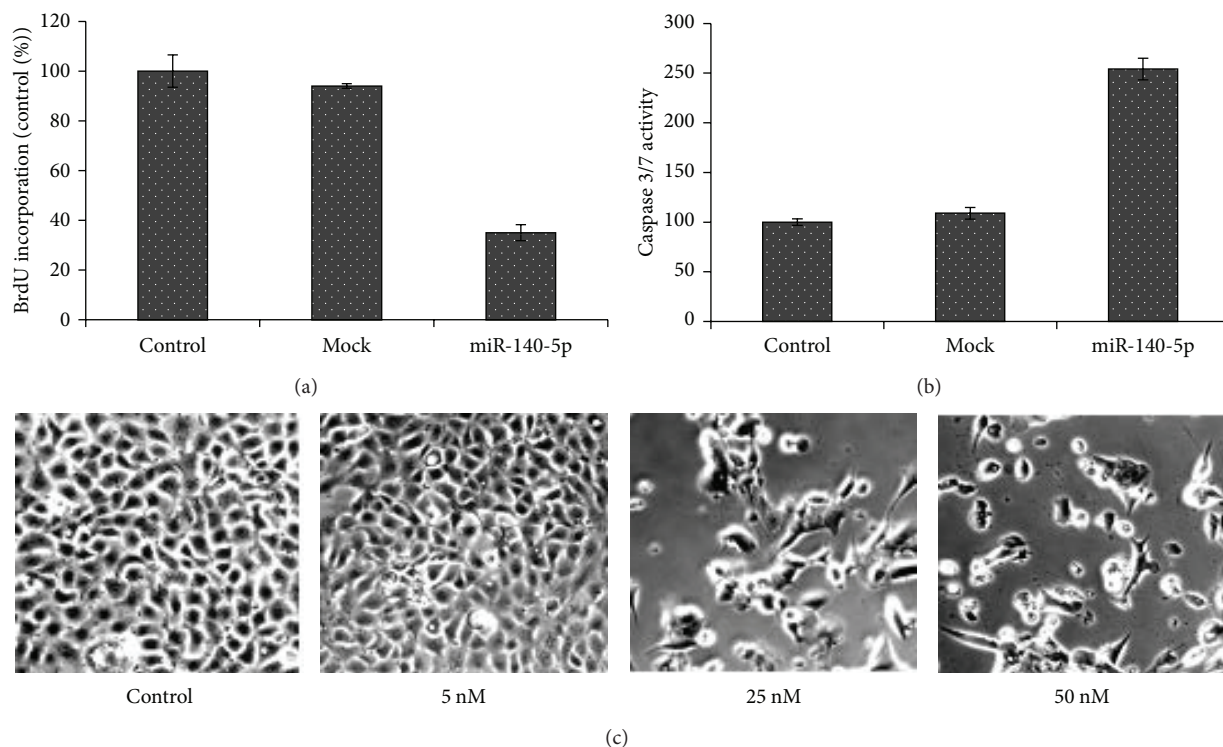 BrdU incorporation (control (%))
120
100
80
60
40
20
0
Control Mock miR-140-5p
(a)
Caspase 3/7 activity
300
250
200
150
100
50
0
Control Mock miR-140-5p
(b)
Control 5 nM 25 nM 50 nM
(c)